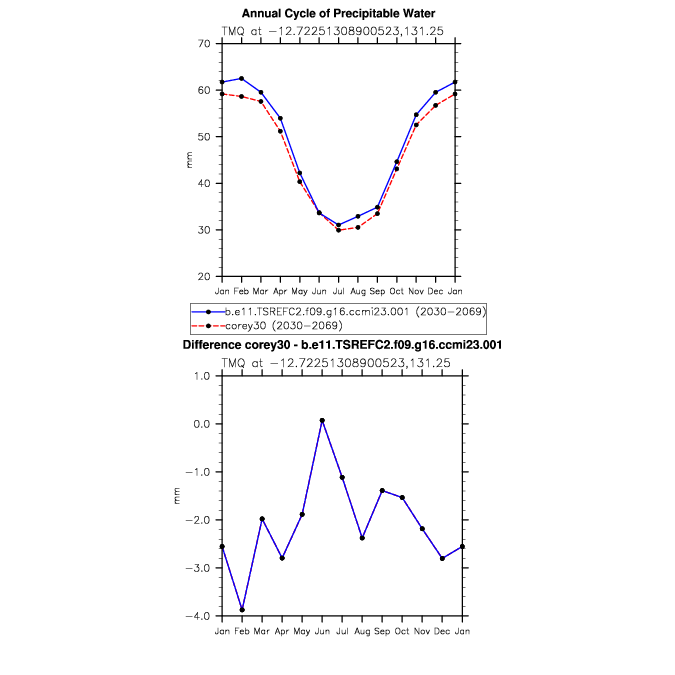 Annual Cycle of Precipitable Water
TMQ at −12.72251308900523,131.25
70
60
50
40
30
20
mm
Jan Feb Mar Apr May Jun Jul Aug Sep Oct Nov Dec Jan
b.e11.TSREFC2.f09.g16.ccmi23.001 (2030−2069)
corey30 (2030−2069)
Difference corey30 - b.e11.TSREFC2.f09.g16.ccmi23.001
TMQ at −12.72251308900523,131.25
1.0
0.0
−1.0
−2.0
−3.0
−4.0
mm
Jan Feb Mar Apr May Jun Jul Aug Sep Oct Nov Dec Jan